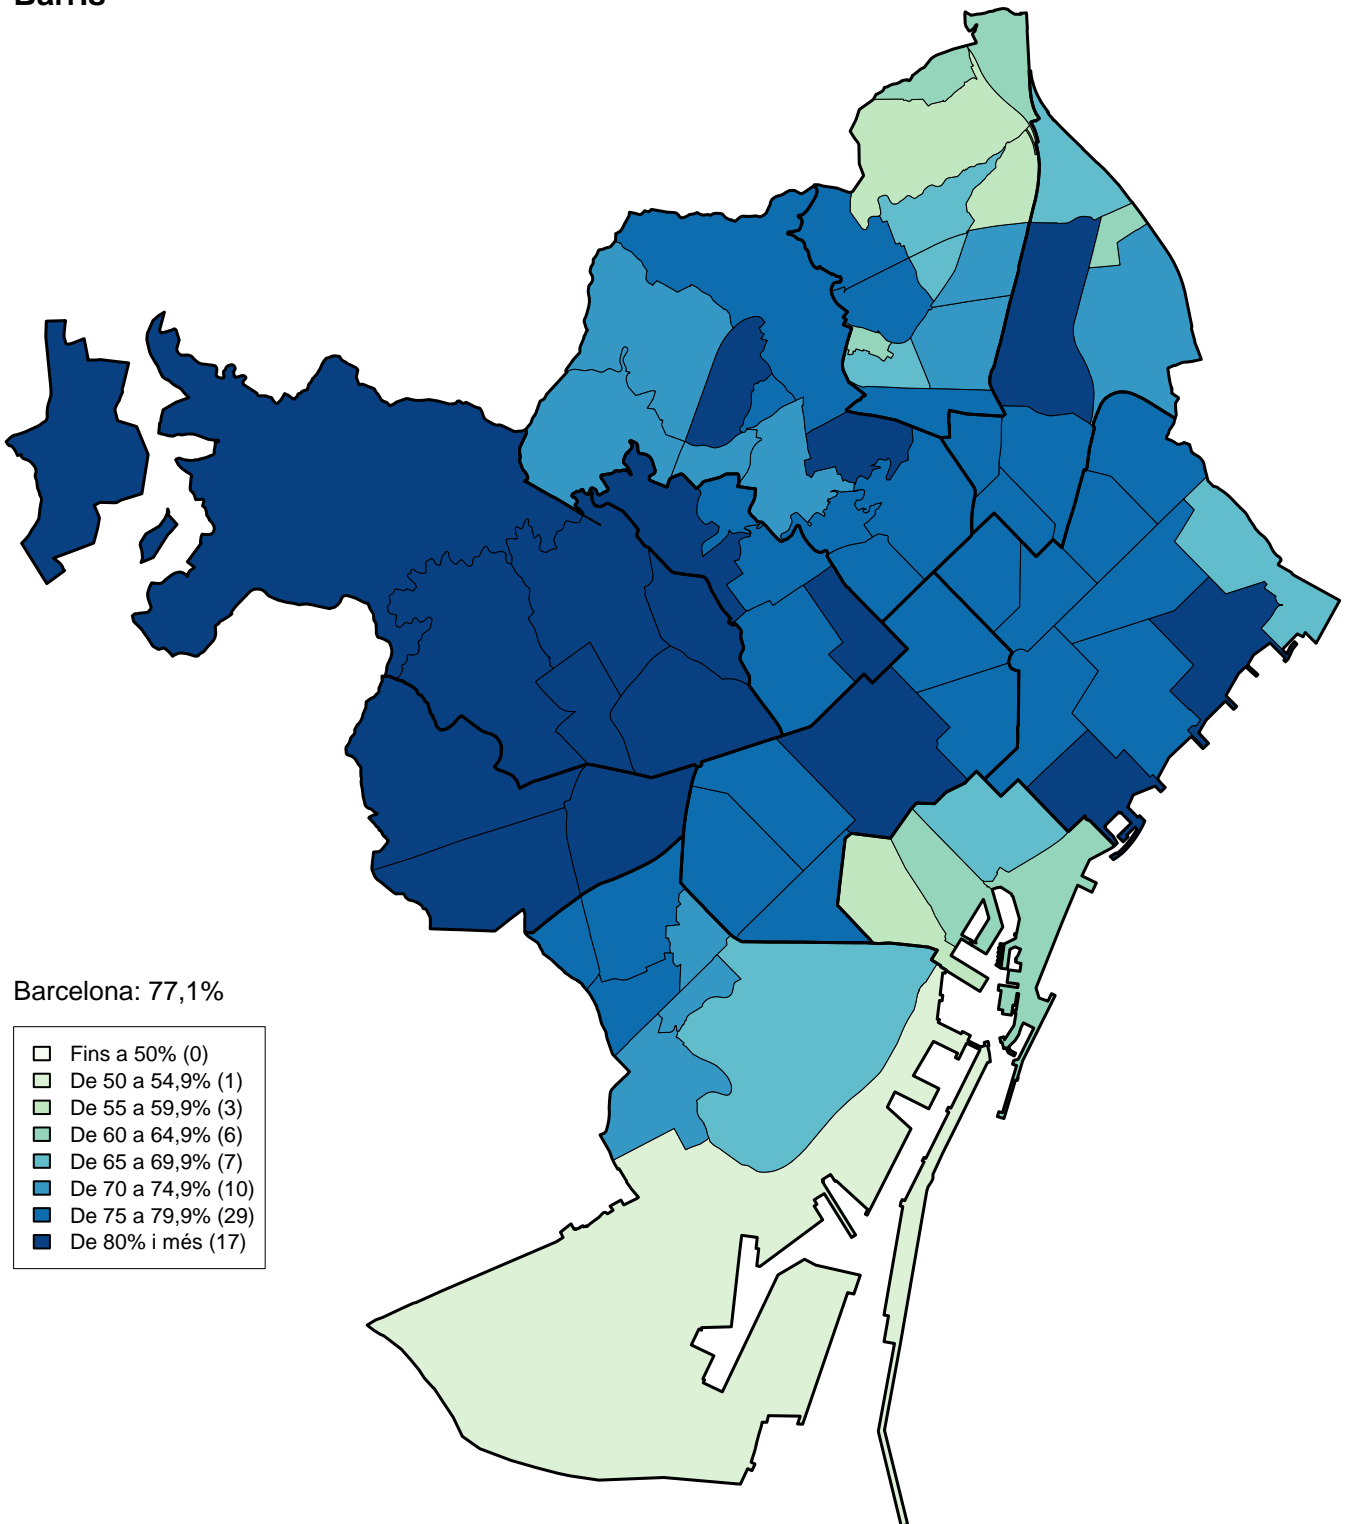 Barris
Barcelona: 77,1%
Fins a 50% (0)
De 50 a 54,9% (1)
De 55 a 59,9% (3)
De 60 a 64,9% (6)
De 65 a 69,9% (7)
De 70 a 74,9% (10)
De 75 a 79,9% (29)
De 80% i més (17)